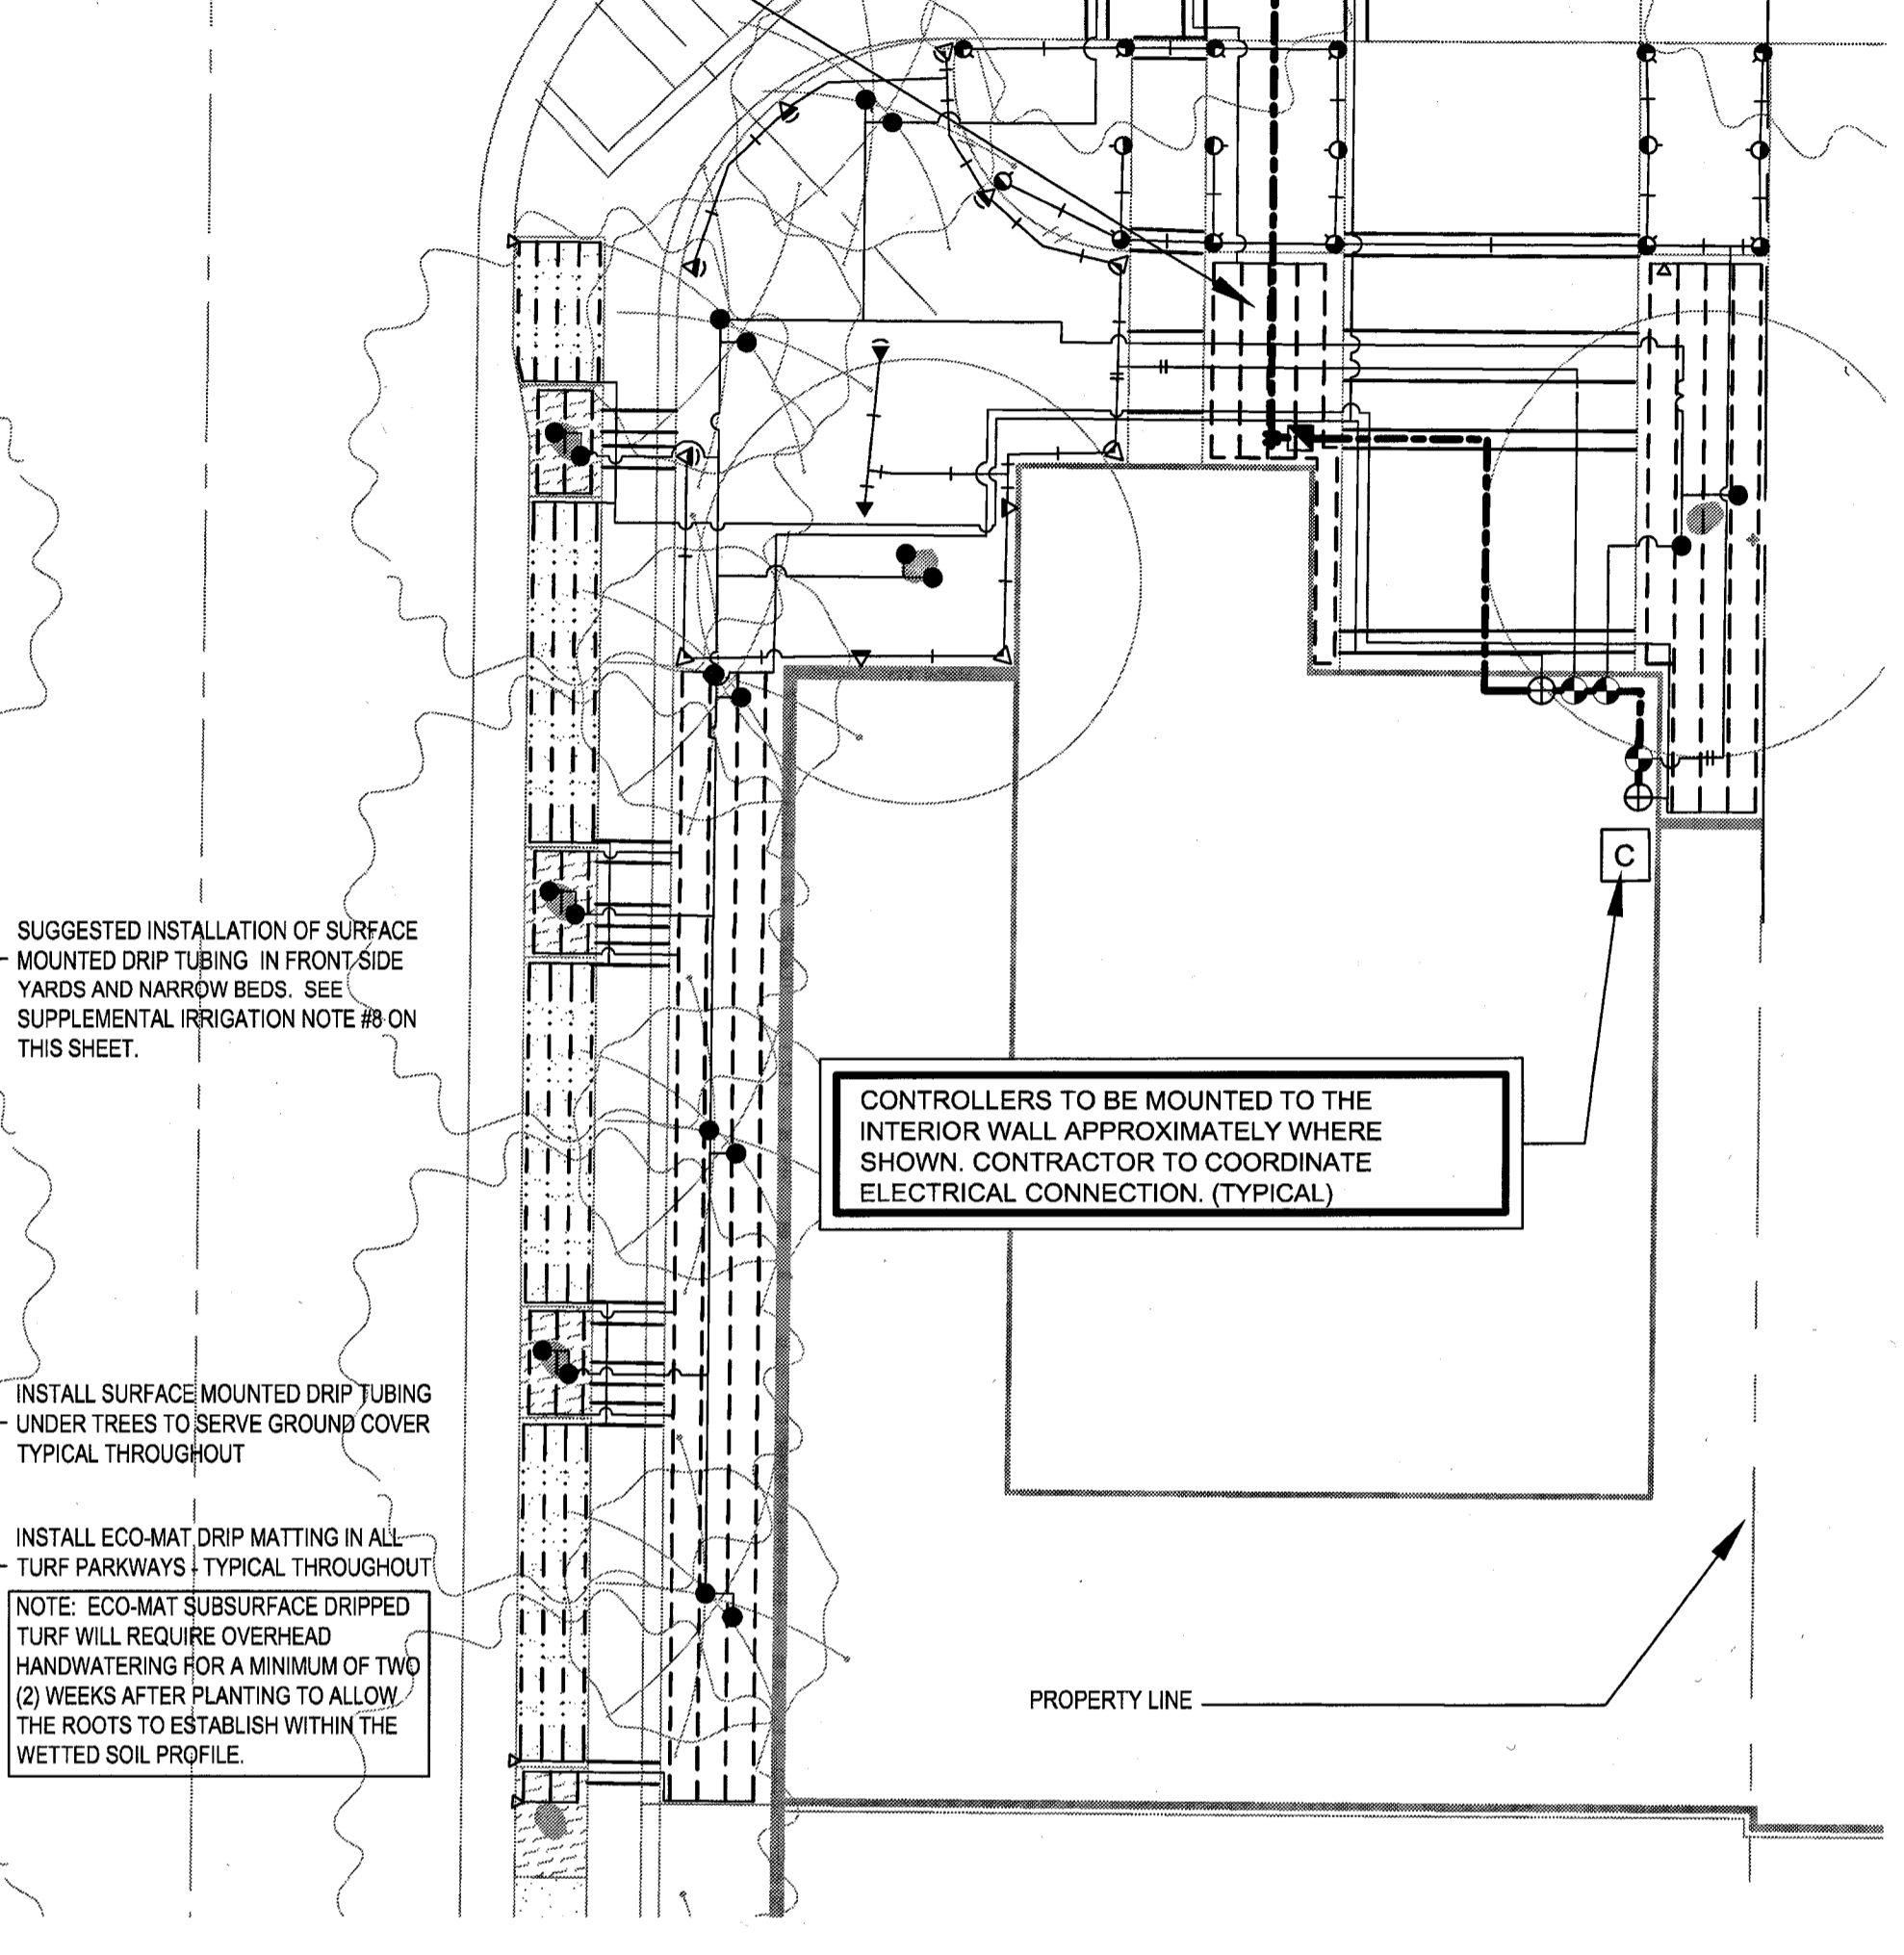 C
SUGGESTED INSTALLATION OF SURFACE
MOUNTED DRIP TUBING IN FRONT SIDE
YARDS AND NARROW BEDS. SEE
SUPPLEMENTAL IRRIGATION NOTE #8 ON
THIS SHEET.
CONTROLLERS TO BE MOUNTED TO THE
INTERIOR WALL APPROXIMATELY WHERE
SHOWN. CONTRACTOR TO COORDINATE
ELECTRICAL CONNECTION. (TYPICAL)
INSTALL SURFACE MOUNTED DRIP TUBING
UNDER TREES TO SERVE GROUND COVER
TYPICAL THROUGHOUT
INSTALL ECO-MAT DRIP MATTING IN ALL
TURF PARKWAYS - TYPICAL THROUGHOUT
NOTE: ECO-MAT SUBSURFACE DRIPPED
TURF WILL REQUIRE OVERHEAD
HANDWATERING FOR A MINIMUM OF TWO
(2) WEEKS AFTER PLANTING TO ALLOW
THE ROOTS TO ESTABLISH WITHIN THE
WETTED SOIL PROFILE.
PROPERTY LINE